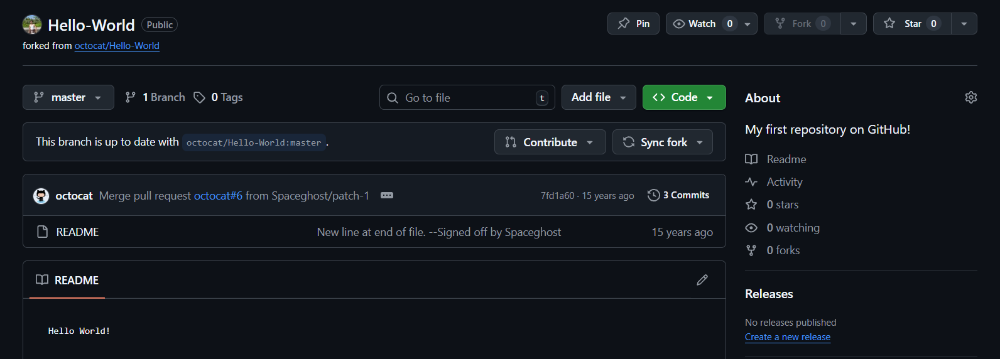 Hello-World Public
Pin
Watch 0
Fork 0
Star 0
forked from octocat/Hello-World
master
1 Branch
0 Tags
Go to file t
Add file
Code
This branch is up to date with octocat/Hello-World:master .
Contribute
Sync fork
octocat Merge pull request octocat#6 from Spaceghost/patch-1
7fd1a60 · 15 years ago
3 Commits
README New line at end of file. --Signed off by Spaceghost 15 years ago
README
Hello World!
About
My first repository on GitHub!
Readme
Activity
0 stars
0 watching
0 forks
Releases
No releases published
Create a new release